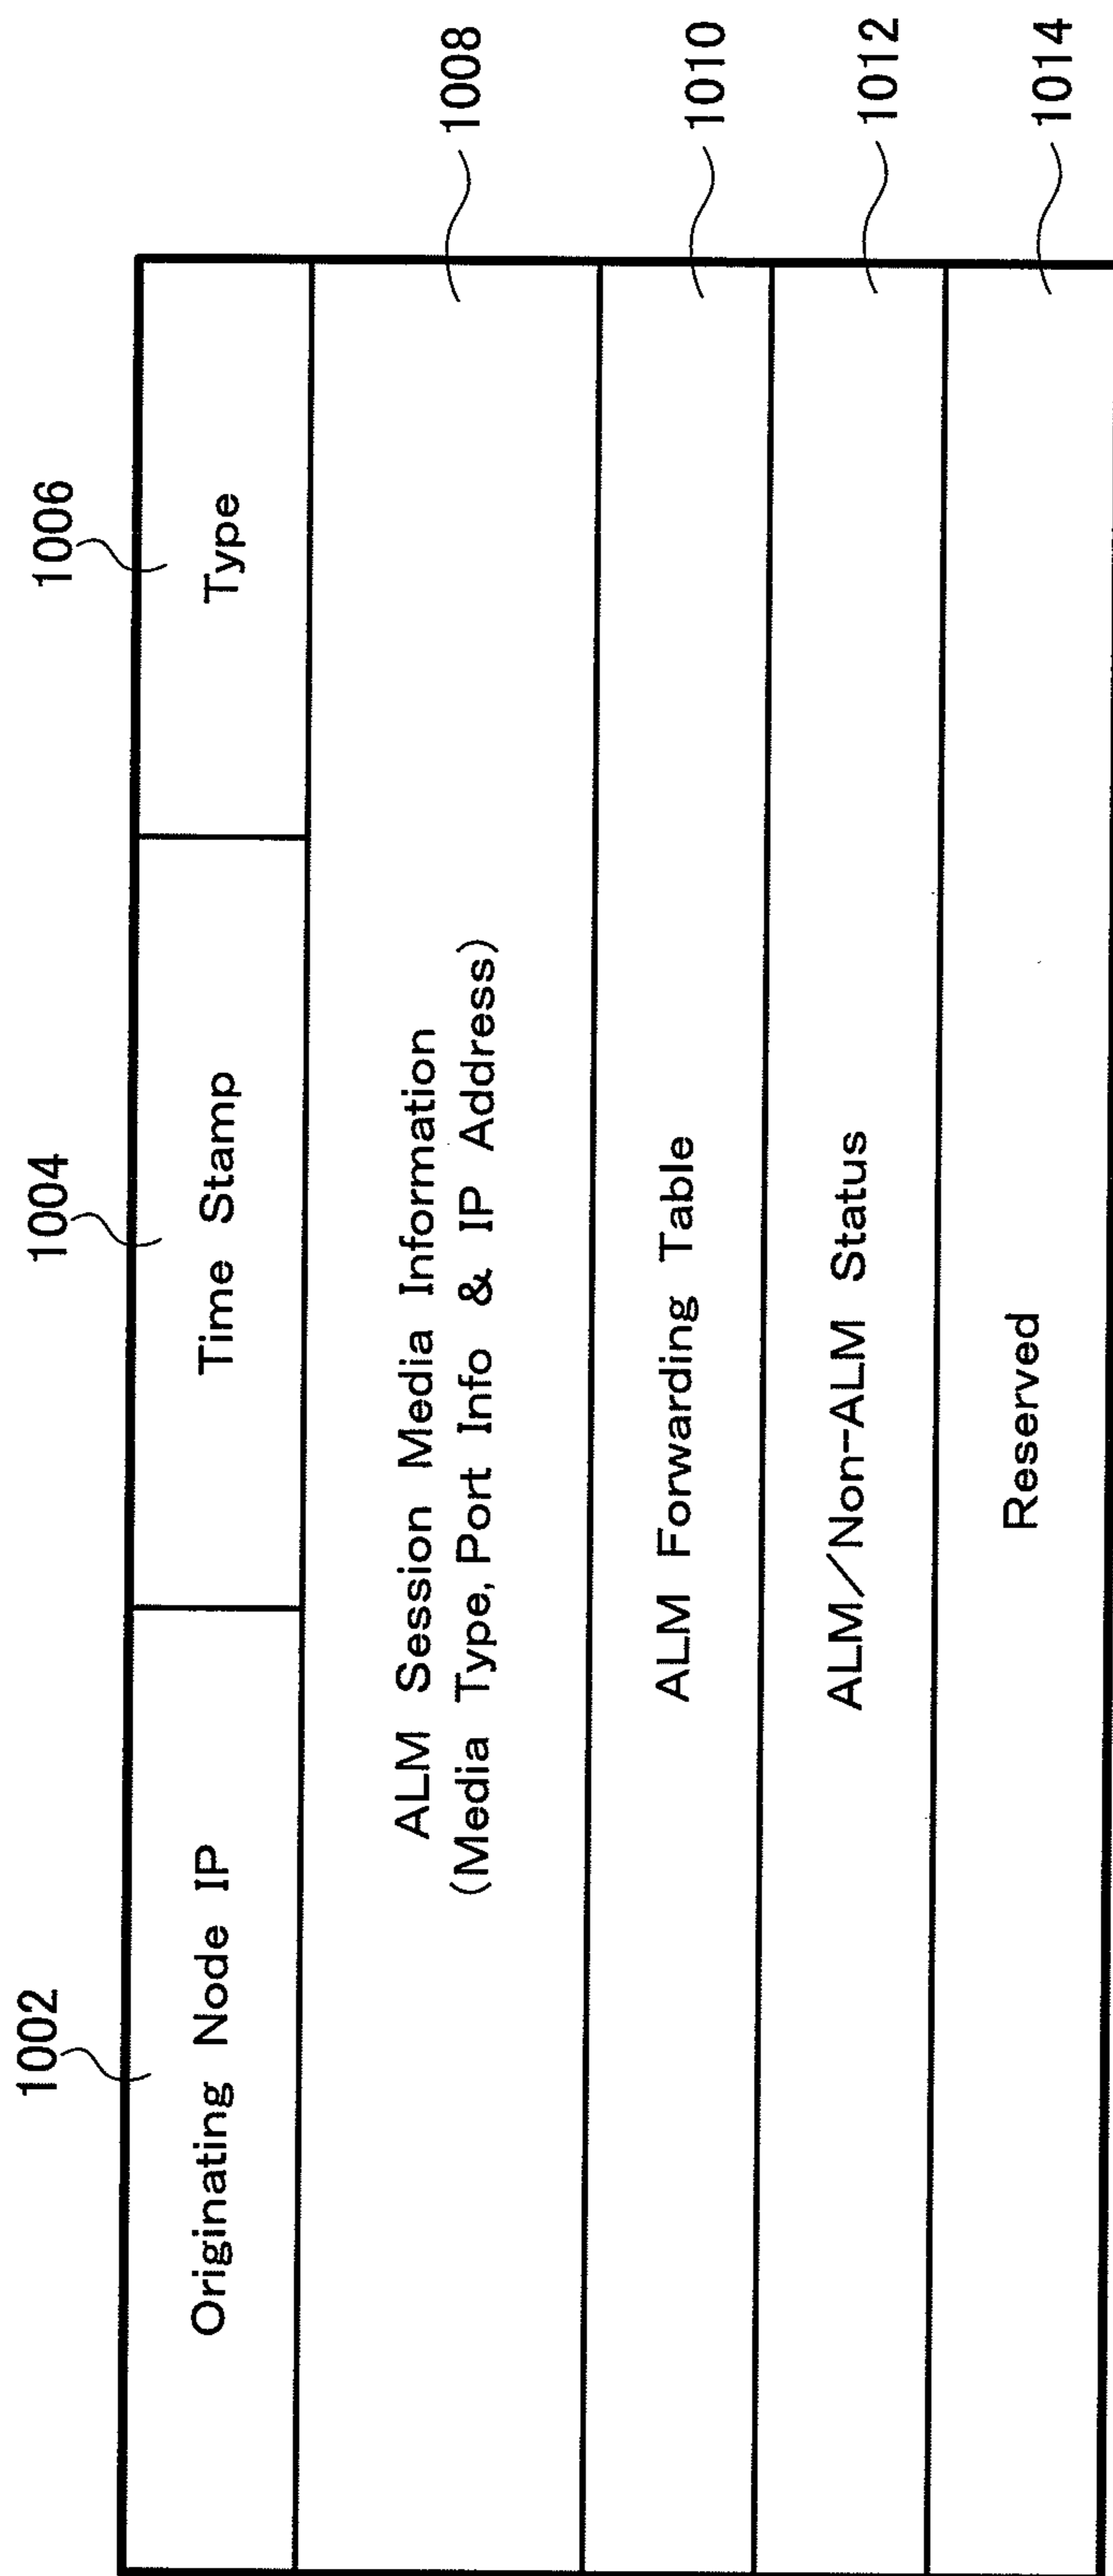 1002
1004
1006
Originating Node IP
Time Stamp
Type
ALM Session Media Information
(Media Type, Port Info & IP Address)
1008
ALM Forwarding Table
1010
ALM/Non-ALM Status
1012
Reserved
1014